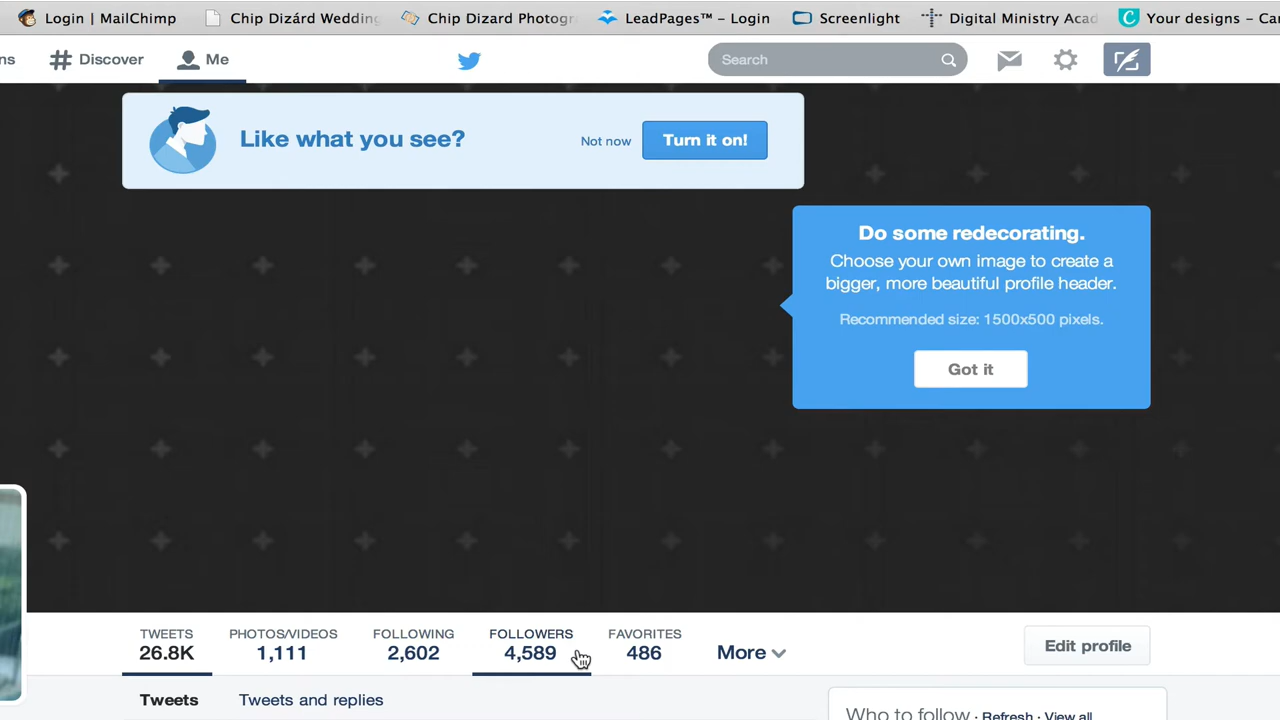 Login | MailChimp
Chip Dizárd Wedding
Chip Dizard Photogr
LeadPages™ – Login
Screenlight
Digital Ministry Aca
Your designs – Ca
ns
# Discover
Me
Search
Like what you see?
Not now
Turn it on!
Do some redecorating.
Choose your own image to create a
bigger, more beautiful profile header.
Recommended size: 1500x500 pixels.
Got it
TWEETS
26.8K
PHOTOS/VIDEOS
1,111
FOLLOWING
2,602
FOLLOWERS
4,589
FAVORITES
486
More
Edit profile
Tweets
Tweets and replies
Who to follow · Refresh · View all